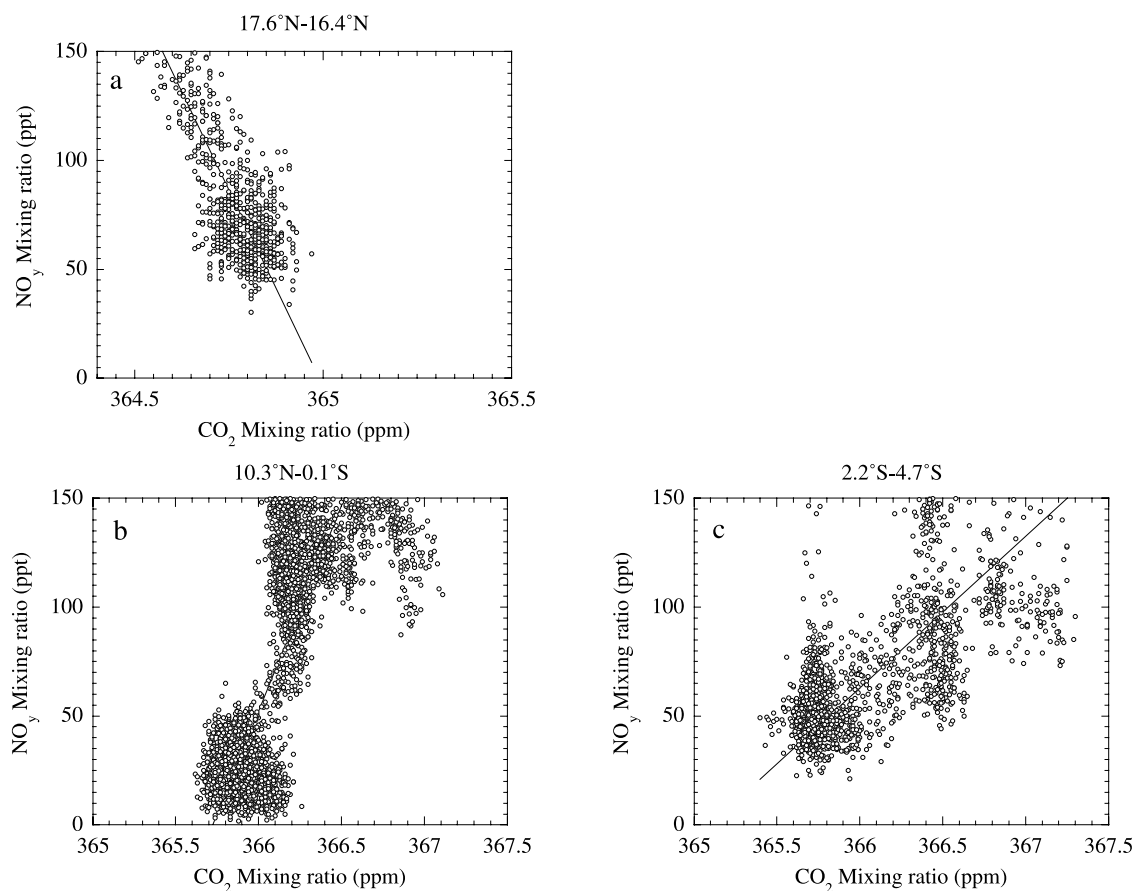 17.6°N-16.4°N
a
150
100
50
0
NOy Mixing ratio (ppt)
364.5 365 365.5
CO2 Mixing ratio (ppm)
10.3°N-0.1°S
b
150
100
50
0
NOy Mixing ratio (ppt)
365 365.5 366 366.5 367 367.5
CO2 Mixing ratio (ppm)
2.2°S-4.7°S
c
150
100
50
0
NOy Mixing ratio (ppt)
365 365.5 366 366.5 367 367.5
CO2 Mixing ratio (ppm)